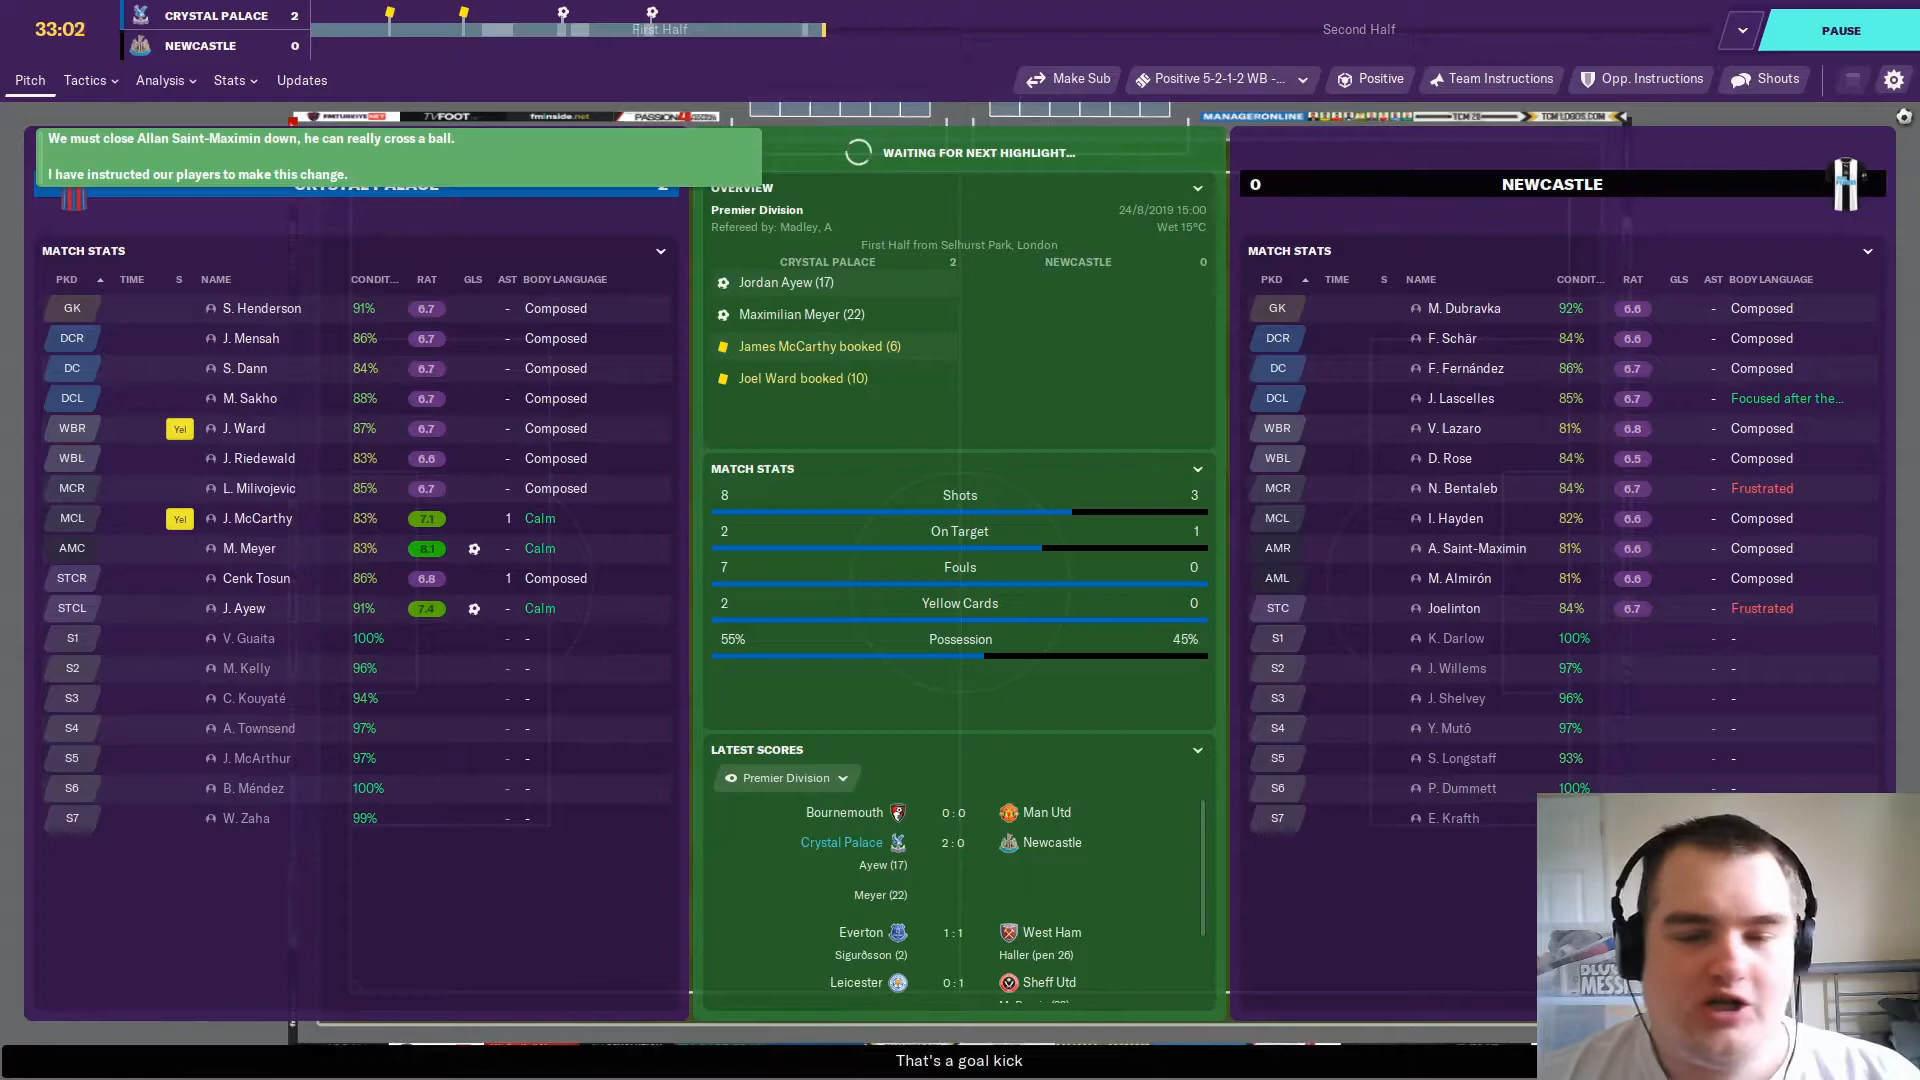 33:02
CRYSTAL PALACE 2
NEWCASTLE 0
First Half
Second Half
PAUSE
Pitch Tactics Analysis Stats Updates
Make Sub Positive 5-2-1-2 WB -... Positive Team Instructions Opp. Instructions Shouts
FMTURKIYE.NET TVFOOT fminside.net PASSION4 MANAGERONLINE TCM 20 TCM LOGOS.COM
We must close Allan Saint-Maximin down, he can really cross a ball.
I have instructed our players to make this change.
CRYSTAL PALACE 2
MATCH STATS
PKD TIME S NAME CONDIT... RAT GLS AST BODY LANGUAGE
GK S. Henderson 91% 6.7 - Composed
DCR J. Mensah 86% 6.7 - Composed
DC S. Dann 84% 6.7 - Composed
DCL M. Sakho 88% 6.7 - Composed
WBR Yel J. Ward 87% 6.7 - Composed
WBL J. Riedewald 83% 6.6 - Composed
MCR L. Milivojevic 85% 6.7 - Composed
MCL Yel J. McCarthy 83% 7.1 1 Calm
AMC M. Meyer 83% 8.1 - Calm
STCR Cenk Tosun 86% 6.8 1 Composed
STCL J. Ayew 91% 7.4 - Calm
S1 V. Guaita 100% - -
S2 M. Kelly 96% - -
S3 C. Kouyaté 94% - -
S4 A. Townsend 97% - -
S5 J. McArthur 97% - -
S6 B. Méndez 100% - -
S7 W. Zaha 99% - -
WAITING FOR NEXT HIGHLIGHT...
OVERVIEW
Premier Division 24/8/2019 15:00
Refereed by: Madley, A Wet 15°C
First Half from Selhurst Park, London
CRYSTAL PALACE 2 NEWCASTLE 0
Jordan Ayew (17)
Maximilian Meyer (22)
James McCarthy booked (6)
Joel Ward booked (10)
MATCH STATS
8 Shots 3
2 On Target 1
7 Fouls 0
2 Yellow Cards 0
55% Possession 45%
LATEST SCORES
Premier Division
Bournemouth 0 : 0 Man Utd
Crystal Palace 2 : 0 Newcastle
Ayew (17)
Meyer (22)
Everton 1 : 1 West Ham
Sigurðsson (2) Haller (pen 26)
Leicester 0 : 1 Sheff Utd
0 NEWCASTLE
MATCH STATS
PKD TIME S NAME CONDIT... RAT GLS AST BODY LANGUAGE
GK M. Dubravka 92% 6.6 - Composed
DCR F. Schär 84% 6.6 - Composed
DC F. Fernández 86% 6.7 - Composed
DCL J. Lascelles 85% 6.7 - Focused after the...
WBR V. Lazaro 81% 6.8 - Composed
WBL D. Rose 84% 6.5 - Composed
MCR N. Bentaleb 84% 6.7 - Frustrated
MCL I. Hayden 82% 6.6 - Composed
AMR A. Saint-Maximin 81% 6.6 - Composed
AML M. Almirón 81% 6.6 - Composed
STC Joelinton 84% 6.7 - Frustrated
S1 K. Darlow 100% - -
S2 J. Willems 97% - -
S3 J. Shelvey 96% - -
S4 Y. Mutô 97% - -
S5 S. Longstaff 93% - -
S6 P. Dummett 100% - -
S7 E. Krafth
That's a goal kick